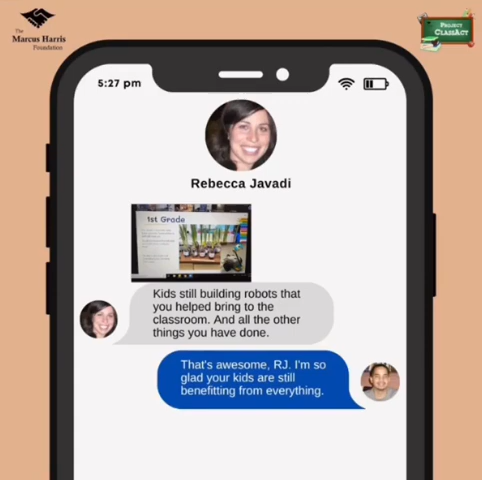 The
Marcus Harris
Foundation
Project
ClassAct
5:27 pm
Rebecca Javadi
1st Grade
Kids still building robots that
you helped bring to the
classroom. And all the other
things you have done.
That's awesome, RJ. I'm so
glad your kids are still
benefitting from everything.